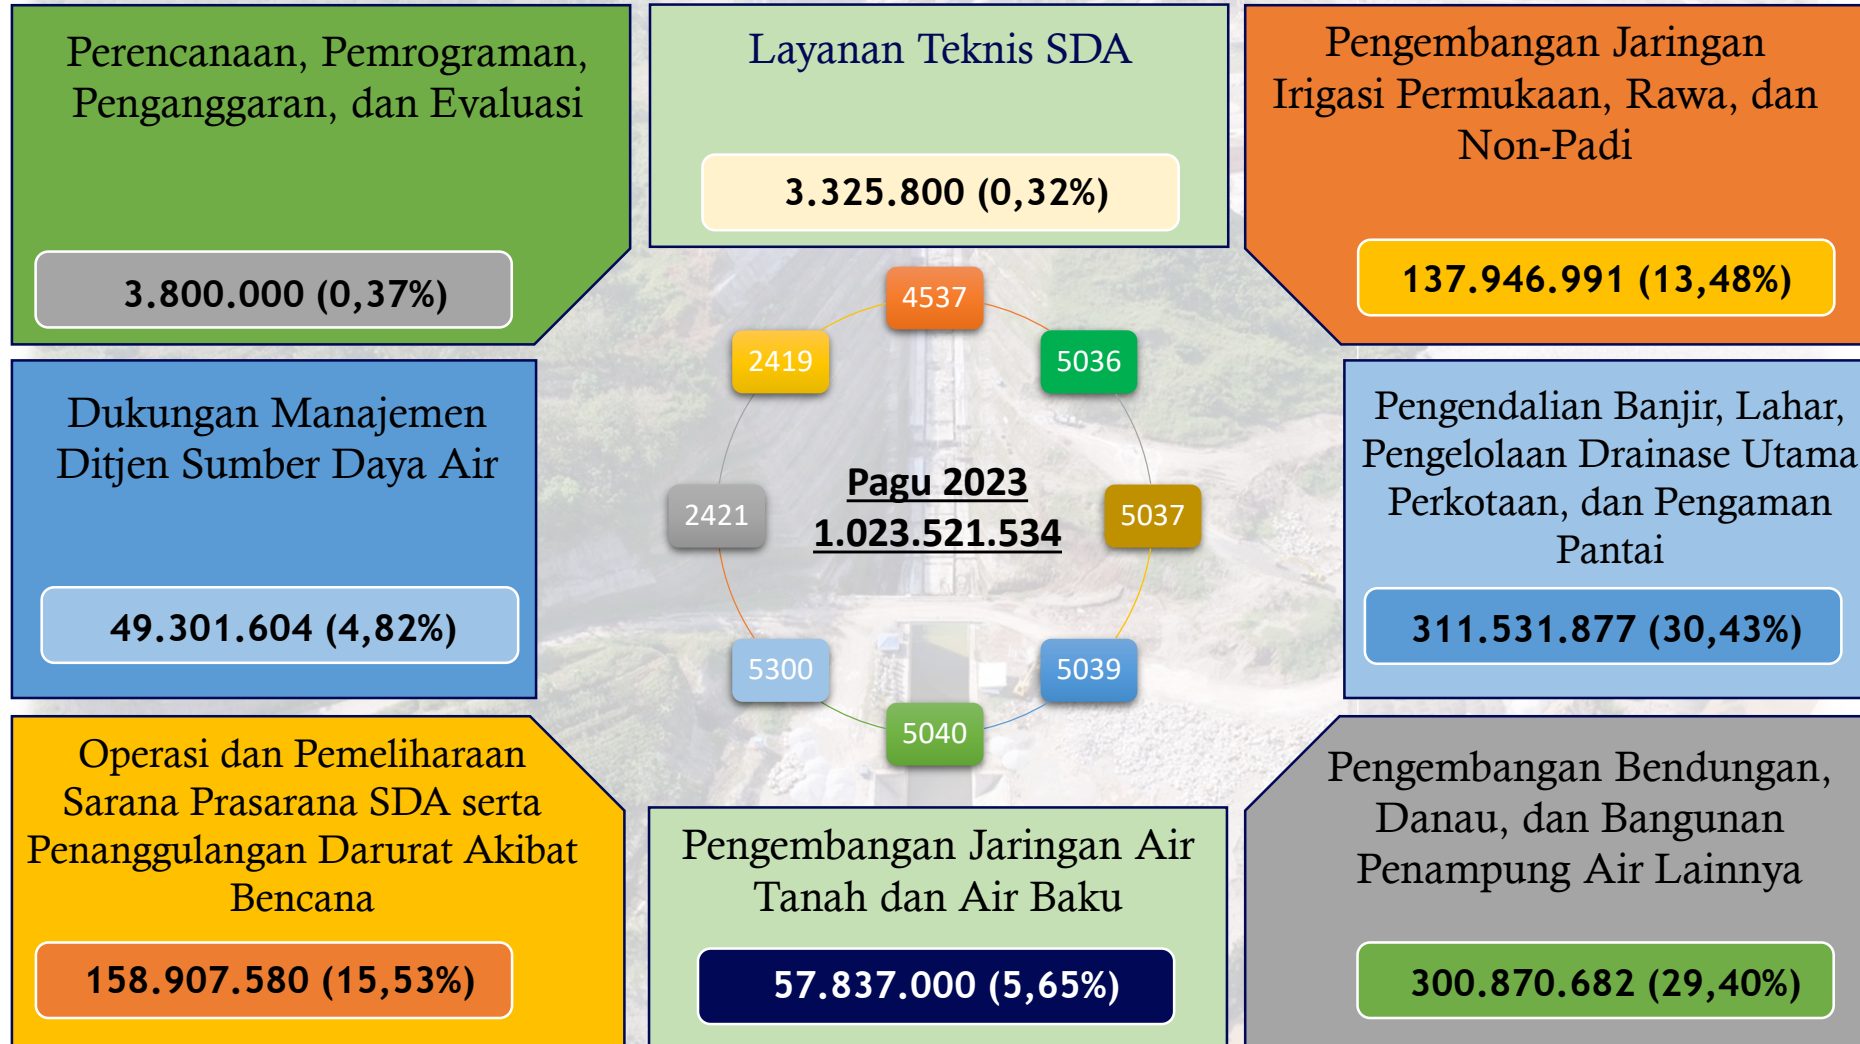 Perencanaan, Pemrograman,
Penganggaran, dan Evaluasi
3.800.000 (0,37%)
Layanan Teknis SDA
3.325.800 (0,32%)
Pengembangan Jaringan
Irigasi Permukaan, Rawa, dan
Non-Padi
137.946.991 (13,48%)
Dukungan Manajemen
Ditjen Sumber Daya Air
49.301.604 (4,82%)
4537
2419
5036
2421
Pagu 2023
1.023.521.534
5037
5300
5039
5040
Pengendalian Banjir, Lahar,
Pengelolaan Drainase Utama
Perkotaan, dan Pengaman
Pantai
311.531.877 (30,43%)
Operasi dan Pemeliharaan
Sarana Prasarana SDA serta
Penanggulangan Darurat Akibat
Bencana
158.907.580 (15,53%)
Pengembangan Jaringan Air
Tanah dan Air Baku
57.837.000 (5,65%)
Pengembangan Bendungan,
Danau, dan Bangunan
Penampung Air Lainnya
300.870.682 (29,40%)